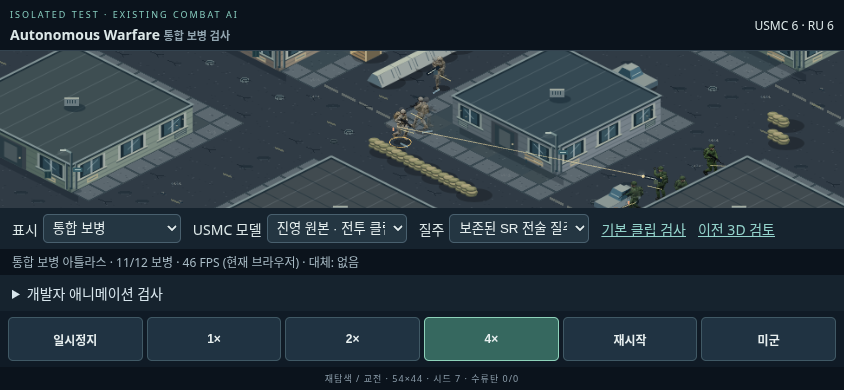 ISOLATED TEST · EXISTING COMBAT AI
Autonomous Warfare 통합 보병 검사
USMC 6 · RU 6
표시 통합 보병 USMC 모델 진영 원본 · 전투 클립 질주 보존된 SR 전술 질주 기본 클립 검사 이전 3D 검토
통합 보병 아틀라스 · 11/12 보병 · 46 FPS (현재 브라우저) · 대체: 없음
▶ 개발자 애니메이션 검사
일시정지 1× 2× 4× 재시작 미군
재탐색 / 교전 · 54×44 · 시드 7 · 수류탄 0/0